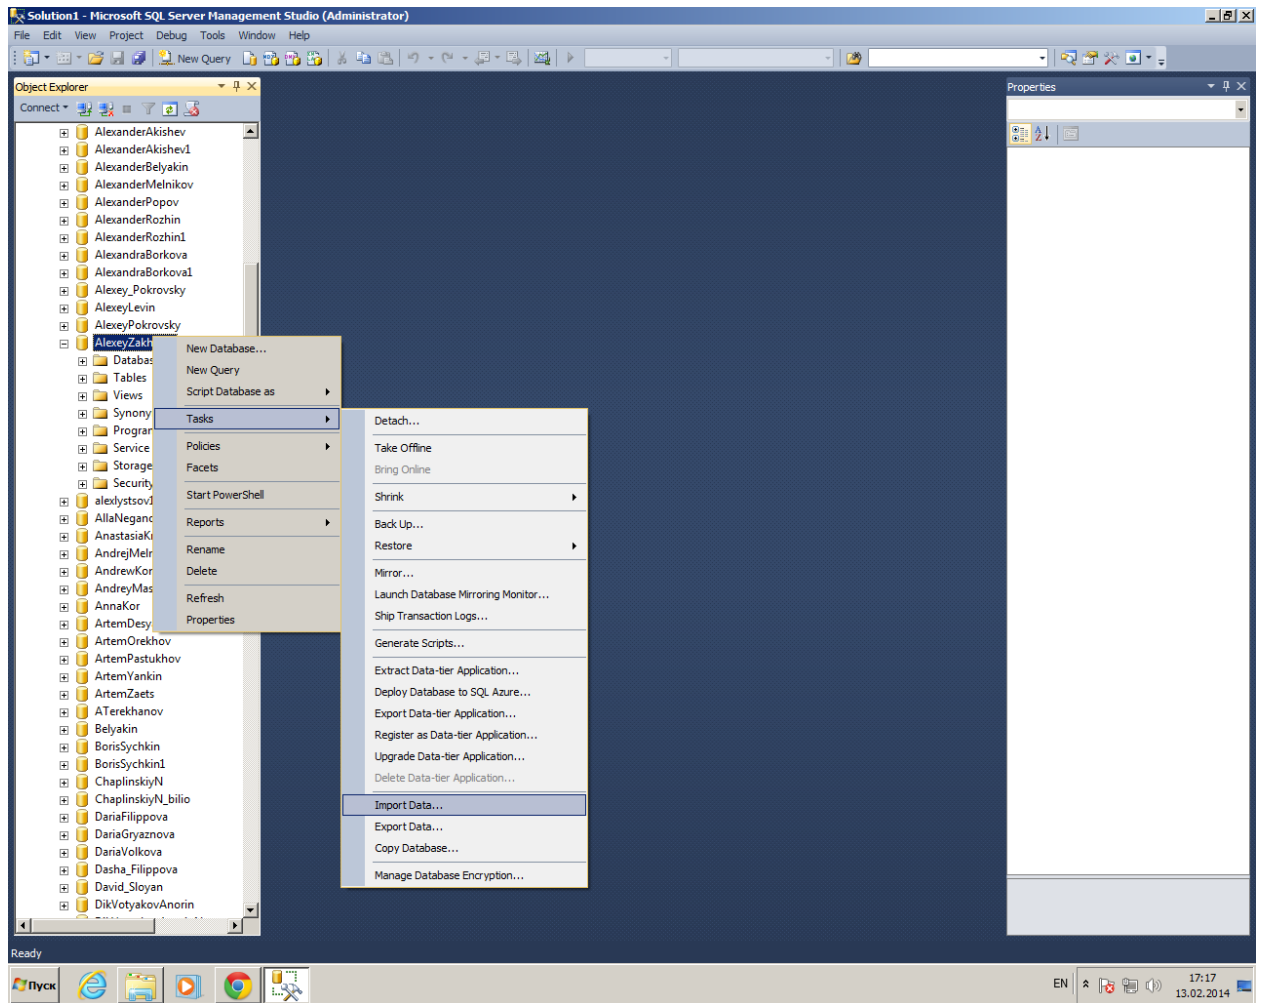 Solution1 - Microsoft SQL Server Management Studio (Administrator)
File Edit View Project Debug Tools Window Help
New Query
Object Explorer
Connect
AlexanderAkishev
AlexanderAkishev1
AlexanderBelyakin
AlexanderMelnikov
AlexanderPopov
AlexanderRozhin
AlexanderRozhin1
AlexandraBorkova
AlexandraBorkova1
Alexey_Pokrovsky
AlexeyLevin
AlexeyPokrovsky
AlexeyZakh
Databas
Tables
Views
Synony
Progran
Service
Storage
Security
alexlystsov1
AllaNeganc
AnastasiaK
AndrejMelr
AndrewKor
AndreyMas
AnnaKor
ArtemDesy
ArtemOrekhov
ArtemPastukhov
ArtemYankin
ArtemZaets
ATerekhanov
Belyakin
BorisSychkin
BorisSychkin1
ChaplinskiyN
ChaplinskiyN_bilio
DariaFilippova
DariaGryaznova
DariaVolkova
Dasha_Filippova
David_Sloyan
DikVotyakovAnorin
New Database...
New Query
Script Database as
Tasks
Policies
Facets
Start PowerShell
Reports
Rename
Delete
Refresh
Properties
Detach...
Take Offline
Bring Online
Shrink
Back Up...
Restore
Mirror...
Launch Database Mirroring Monitor...
Ship Transaction Logs...
Generate Scripts...
Extract Data-tier Application...
Deploy Database to SQL Azure...
Export Data-tier Application...
Register as Data-tier Application...
Upgrade Data-tier Application...
Delete Data-tier Application...
Import Data...
Export Data...
Copy Database...
Manage Database Encryption...
Properties
Ready
Пуск
EN
17:17
13.02.2014